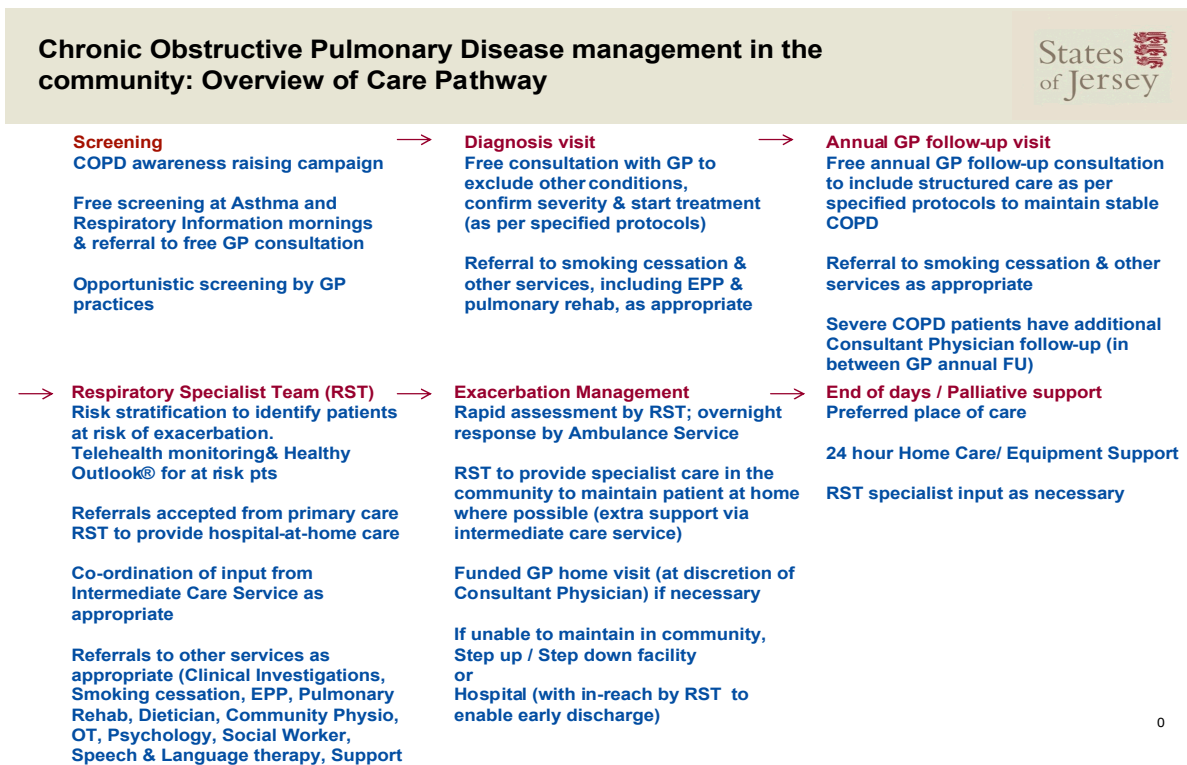 Chronic Obstructive Pulmonary Disease management in the
community: Overview of Care Pathway
States
of Jersey
Screening
COPD awareness raising campaign
Free screening at Asthma and
Respiratory Information mornings
& referral to free GP consultation
Opportunistic screening by GP
practices
Diagnosis visit
Free consultation with GP to
exclude other conditions,
confirm severity & start treatment
(as per specified protocols)
Referral to smoking cessation &
other services, including EPP &
pulmonary rehab, as appropriate
Annual GP follow-up visit
Free annual GP follow-up consultation
to include structured care as per
specified protocols to maintain stable
COPD
Referral to smoking cessation & other
services as appropriate
Severe COPD patients have additional
Consultant Physician follow-up (in
between GP annual FU)
Respiratory Specialist Team (RST)
Risk stratification to identify patients
at risk of exacerbation.
Telehealth monitoring& Healthy
Outlook® for at risk pts
Referrals accepted from primary care
RST to provide hospital-at-home care
Co-ordination of input from
Intermediate Care Service as
appropriate
Referrals to other services as
appropriate (Clinical Investigations,
Smoking cessation, EPP, Pulmonary
Rehab, Dietician, Community Physio,
OT, Psychology, Social Worker,
Speech & Language therapy, Support
Exacerbation Management
Rapid assessment by RST; overnight
response by Ambulance Service
RST to provide specialist care in the
community to maintain patient at home
where possible (extra support via
intermediate care service)
Funded GP home visit (at discretion of
Consultant Physician) if necessary
If unable to maintain in community,
Step up / Step down facility
or
Hospital (with in-reach by RST to
enable early discharge)
End of days / Palliative support
Preferred place of care
24 hour Home Care/ Equipment Support
RST specialist input as necessary
0